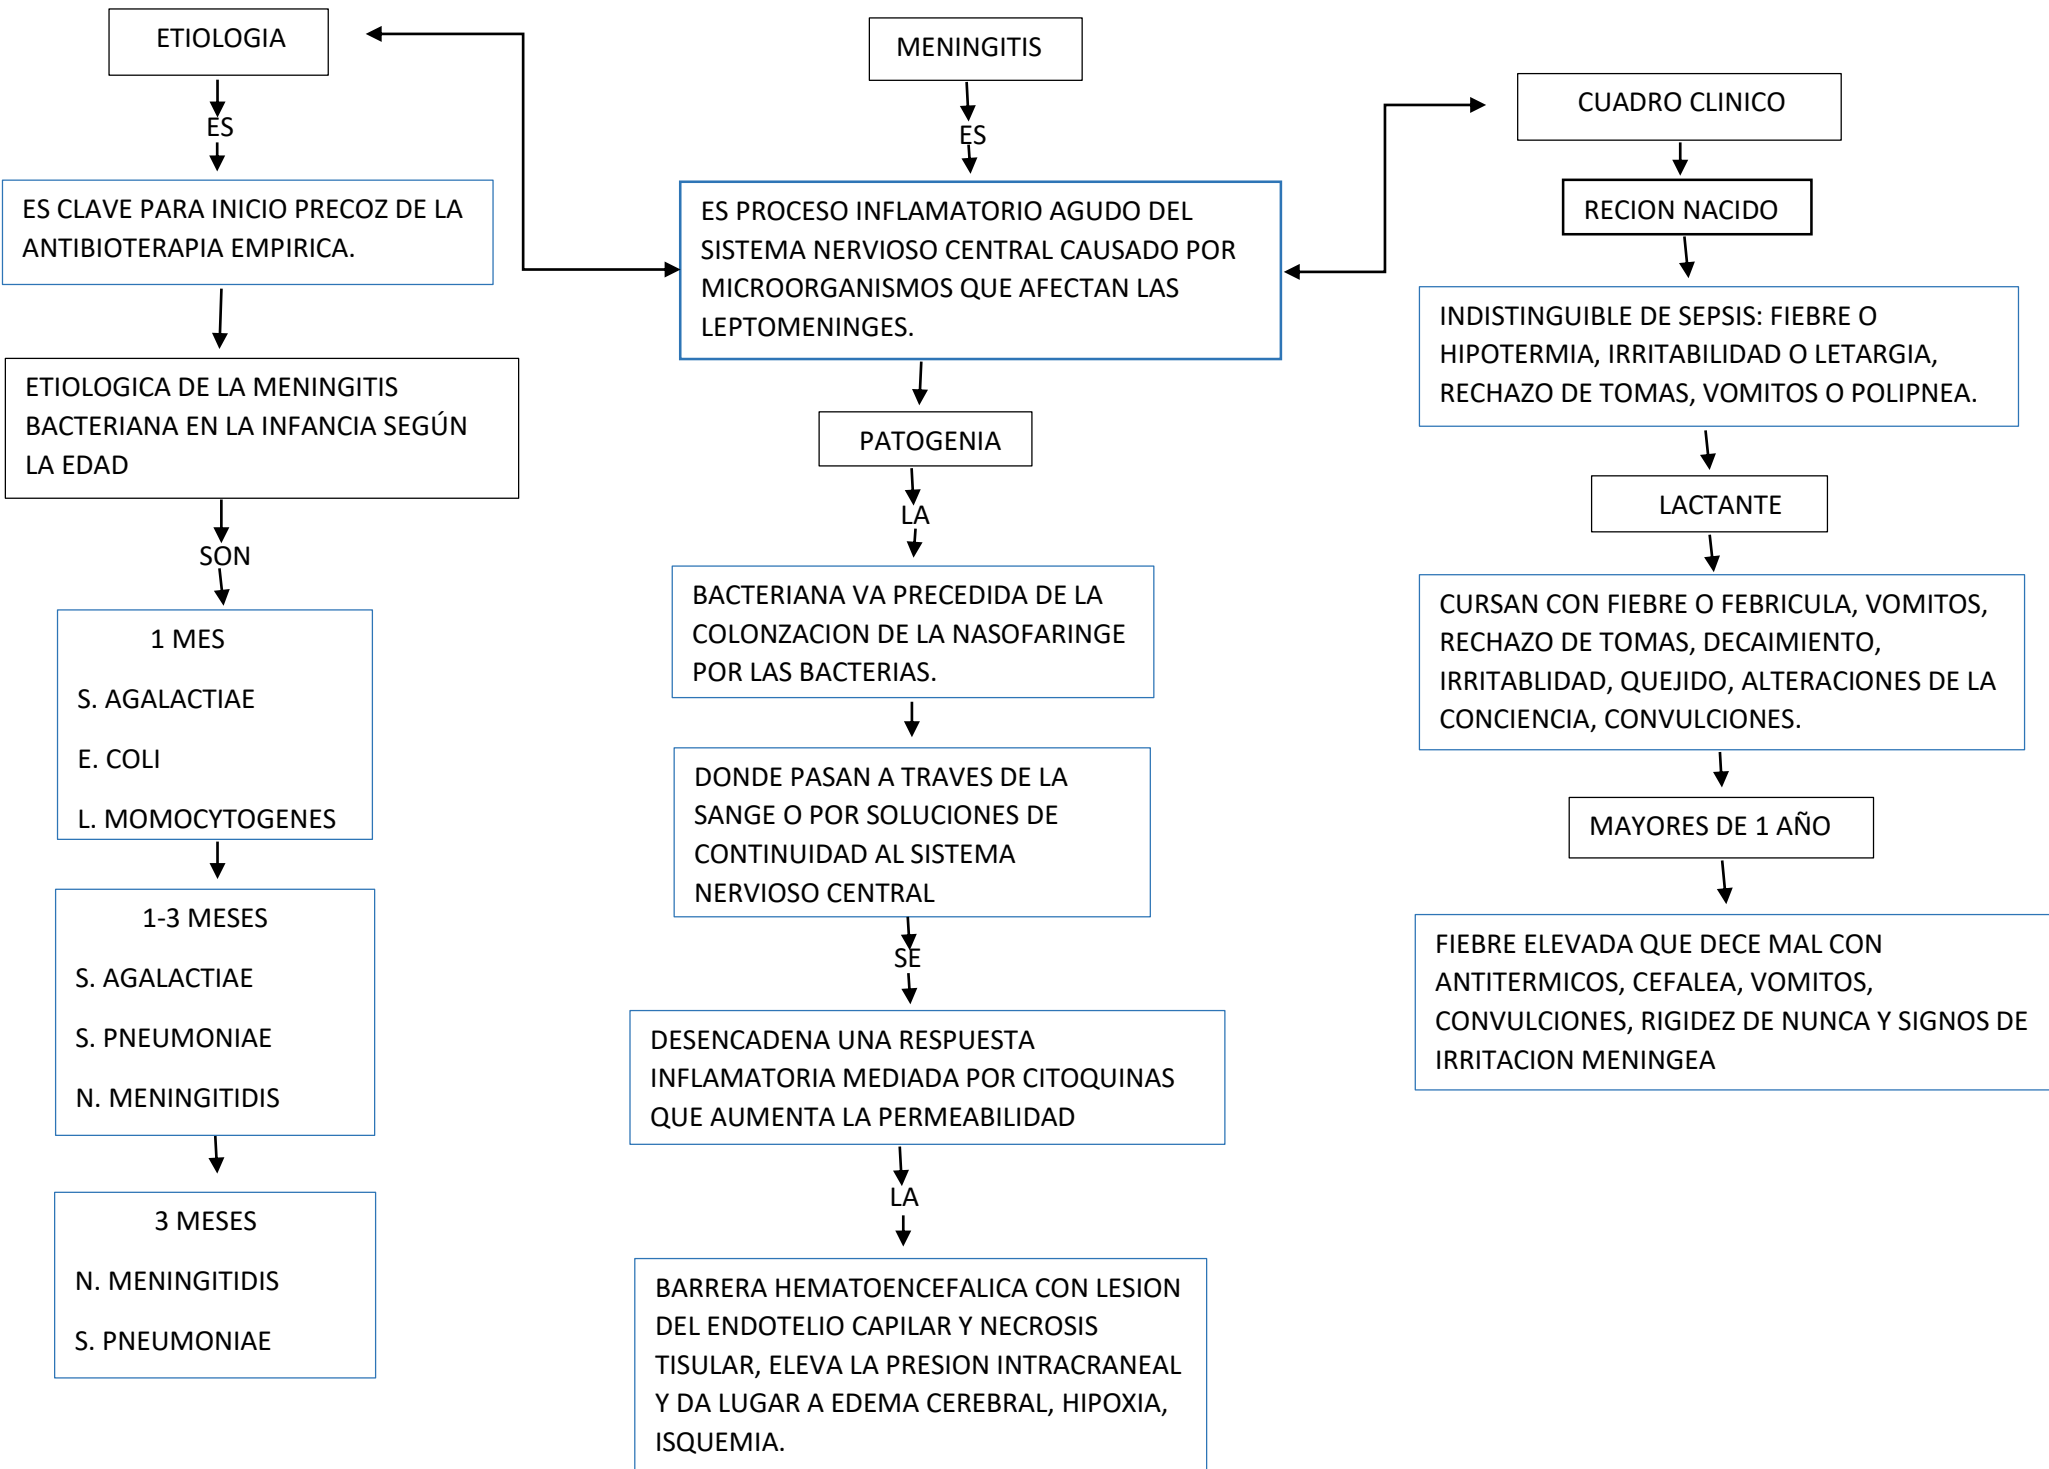 ETIOLOGIA
ES
ES CLAVE PARA INICIO PRECOZ DE LA
ANTIBIOTERAPIA EMPIRICA.
ETIOLOGICA DE LA MENINGITIS
BACTERIANA EN LA INFANCIA SEGÚN
LA EDAD
SON
1 MES
S. AGALACTIAE
E. COLI
L. MOMOCYTOGENES
1-3 MESES
S. AGALACTIAE
S. PNEUMONIAE
N. MENINGITIDIS
3 MESES
N. MENINGITIDIS
S. PNEUMONIAE
MENINGITIS
ES
ES PROCESO INFLAMATORIO AGUDO DEL
SISTEMA NERVIOSO CENTRAL CAUSADO POR
MICROORGANISMOS QUE AFECTAN LAS
LEPTOMENINGES.
PATOGENIA
LA
BACTERIANA VA PRECEDIDA DE LA
COLONZACION DE LA NASOFARINGE
POR LAS BACTERIAS.
DONDE PASAN A TRAVES DE LA
SANGE O POR SOLUCIONES DE
CONTINUIDAD AL SISTEMA
NERVIOSO CENTRAL
SE
DESENCADENA UNA RESPUESTA
INFLAMATORIA MEDIADA POR CITOQUINAS
QUE AUMENTA LA PERMEABILIDAD
LA
BARRERA HEMATOENCEFALICA CON LESION
DEL ENDOTELIO CAPILAR Y NECROSIS
TISULAR, ELEVA LA PRESION INTRACRANEAL
Y DA LUGAR A EDEMA CEREBRAL, HIPOXIA,
ISQUEMIA.
CUADRO CLINICO
RECION NACIDO
INDISTINGUIBLE DE SEPSIS: FIEBRE O
HIPOTERMIA, IRRITABILIDAD O LETARGIA,
RECHAZO DE TOMAS, VOMITOS O POLIPNEA.
LACTANTE
CURSAN CON FIEBRE O FEBRICULA, VOMITOS,
RECHAZO DE TOMAS, DECAIMIENTO,
IRRITABLIDAD, QUEJIDO, ALTERACIONES DE LA
CONCIENCIA, CONVULCIONES.
MAYORES DE 1 AÑO
FIEBRE ELEVADA QUE DECE MAL CON
ANTITERMICOS, CEFALEA, VOMITOS,
CONVULCIONES, RIGIDEZ DE NUNCA Y SIGNOS DE
IRRITACION MENINGEA